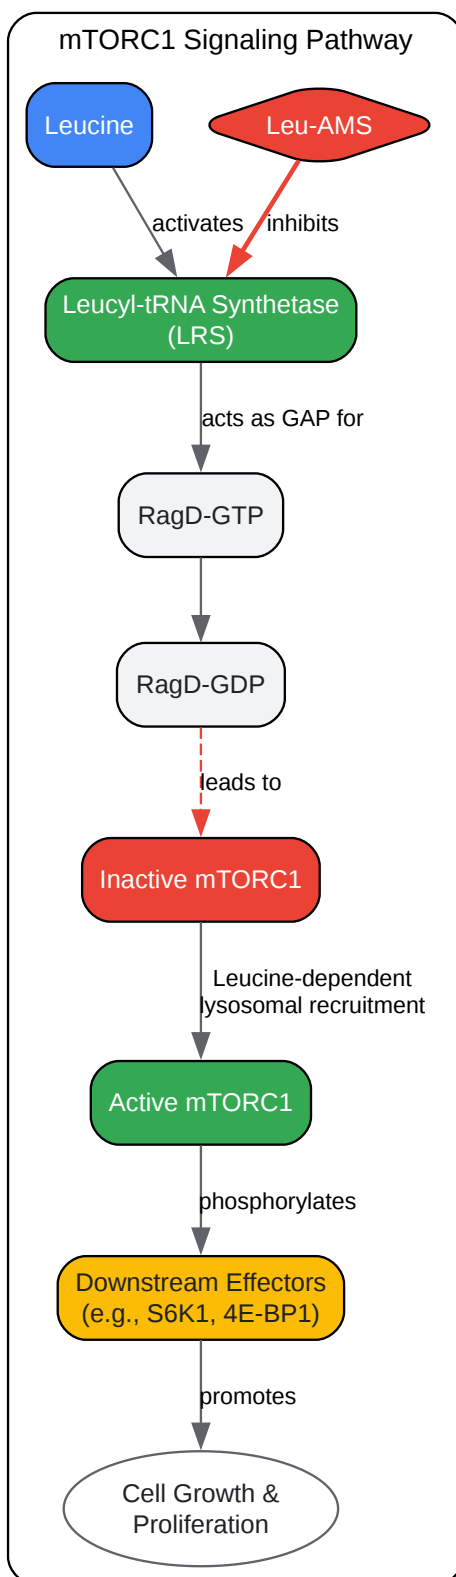 mTORC1 Signaling Pathway
Leucine
Leu-AMS
activates
inhibits
Leucyl-tRNA Synthetase
(LRS)
acts as GAP for
RagD-GTP
RagD-GDP
leads to
Inactive mTORC1
Leucine-dependent
lysosomal recruitment
Active mTORC1
phosphorylates
Downstream Effectors
(e.g., S6K1, 4E-BP1)
promotes
Cell Growth &
Proliferation